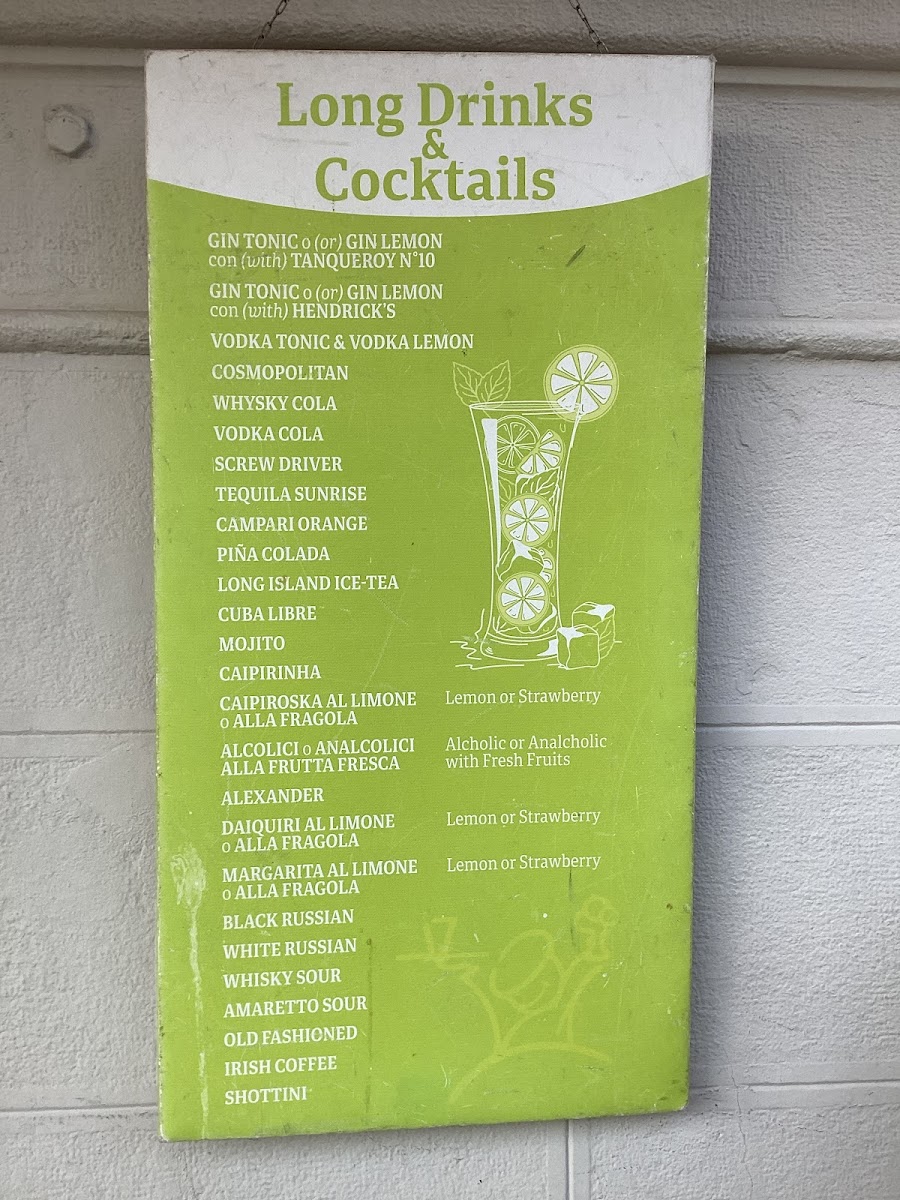 Long Drinks
&
Cocktails
GIN TONIC o (or) GIN LEMON
con (with) TANQUEROY N°10
GIN TONIC o (or) GIN LEMON
con (with) HENDRICK'S
VODKA TONIC & VODKA LEMON
COSMOPOLITAN
WHYSKY COLA
VODKA COLA
SCREW DRIVER
TEQUILA SUNRISE
CAMPARI ORANGE
PIÑA COLADA
LONG ISLAND ICE-TEA
CUBA LIBRE
MOJITO
CAIPIRINHA
CAIPIROSKA AL LIMONE
o ALLA FRAGOLA
Lemon or Strawberry
ALCOLICI o ANALCOLICI
ALLA FRUTTA FRESCA
Alcholic or Analcholic
with Fresh Fruits
ALEXANDER
DAIQUIRI AL LIMONE
o ALLA FRAGOLA
Lemon or Strawberry
MARGARITA AL LIMONE
o ALLA FRAGOLA
Lemon or Strawberry
BLACK RUSSIAN
WHITE RUSSIAN
WHISKY SOUR
AMARETTO SOUR
OLD FASHIONED
IRISH COFFEE
SHOTTINI